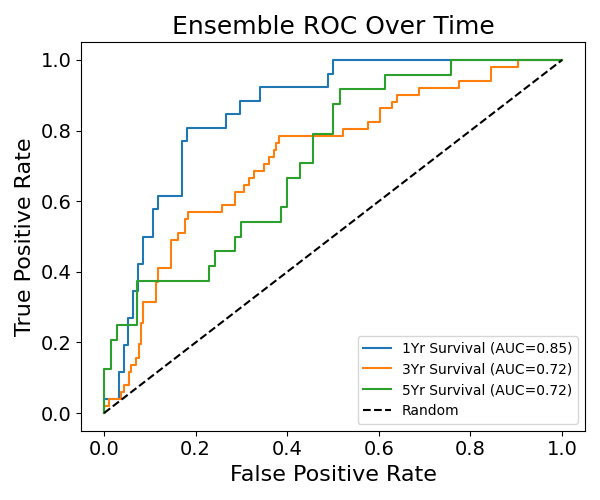 Ensemble ROC Over Time
True Positive Rate
1.0
0.8
0.6
0.4
0.2
0.0
1Yr Survival (AUC=0.85)
3Yr Survival (AUC=0.72)
5Yr Survival (AUC=0.72)
Random
0.0 0.2 0.4 0.6 0.8 1.0
False Positive Rate